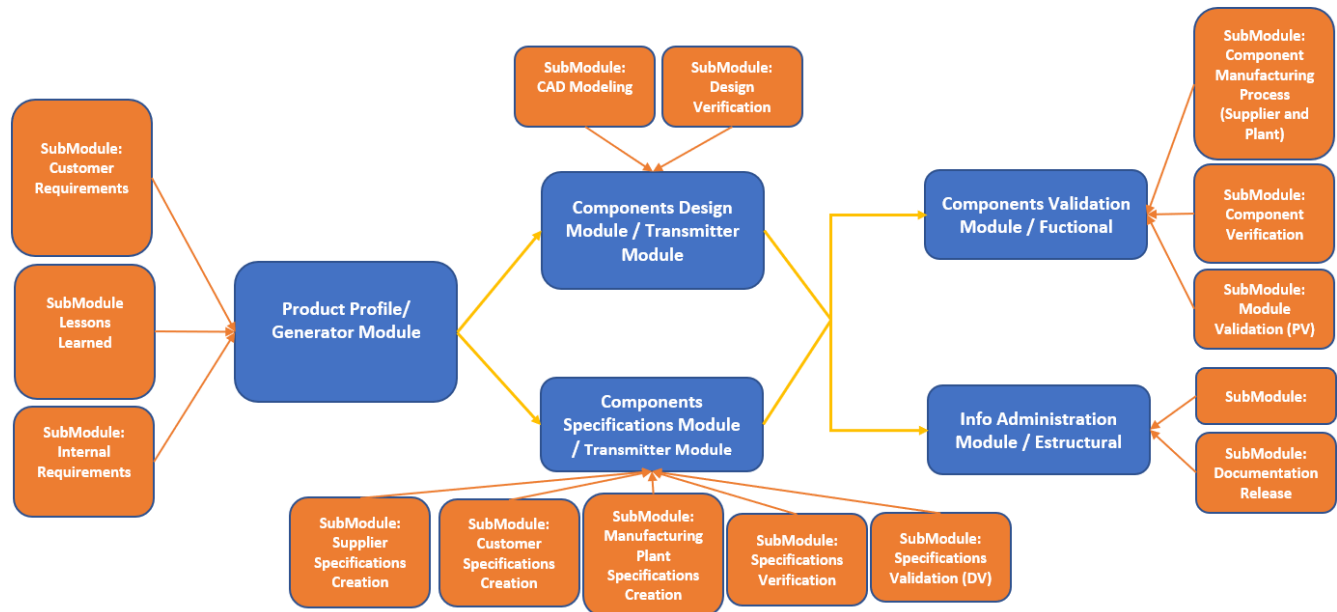 SubModule:
Customer
Requirements
SubModule
Lessons
Learned
SubModule:
Internal
Requirements
Product Profile/
Generator Module
SubModule:
CAD Modeling
SubModule:
Design
Verification
Components Design
Module / Transmitter
Module
Components
Specifications Module
/ Transmitter Module
SubModule:
Supplier
Specifications
Creation
SubModule:
Customer
Specifications
Creation
SubModule:
Manufacturing
Plant
Specifications
Creation
SubModule:
Specifications
Verification
SubModule:
Specifications
Validation (DV)
Components Validation
Module / Fuctional
Info Administration
Module / Estructural
SubModule:
Component
Manufacturing
Process
(Supplier and
Plant)
SubModule:
Component
Verification
SubModule:
Module
Validation (PV)
SubModule:
SubModule:
Documentation
Release